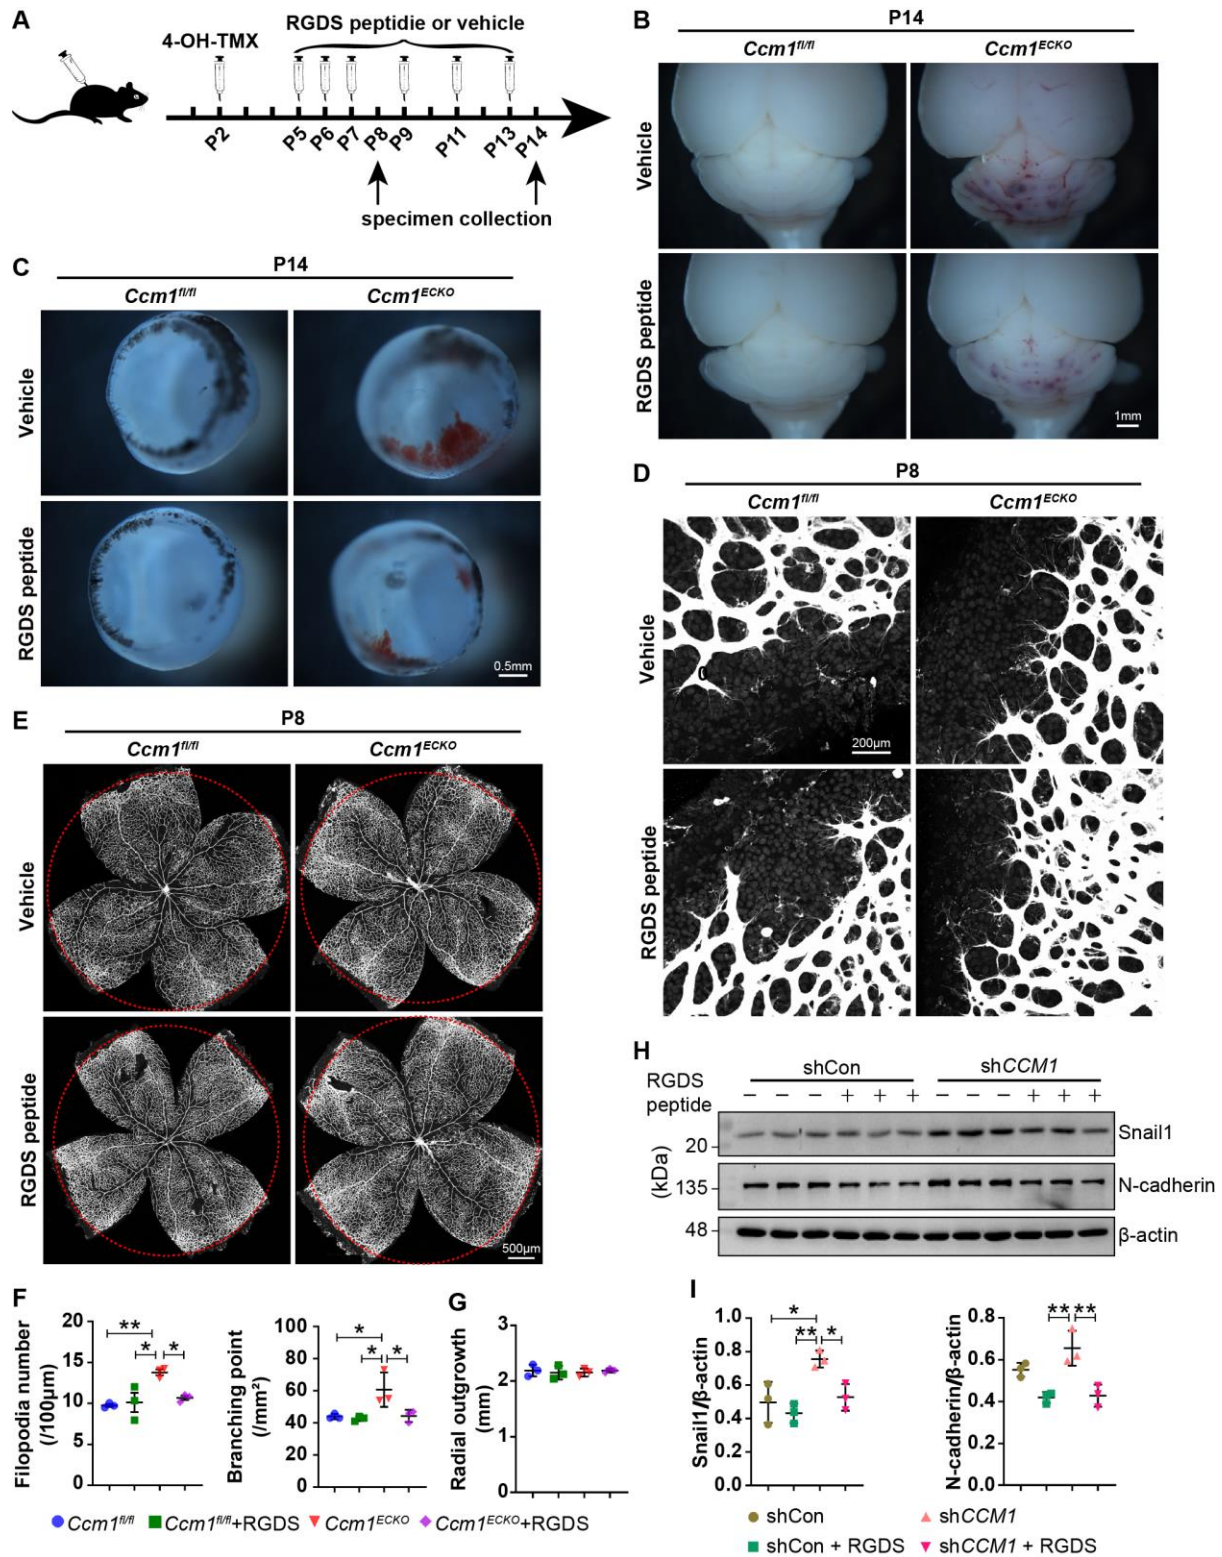 A
RGDS peptidie or vehicle
4-OH-TMX
P2
P5
P6
P7
P8
P9
P11
P13
P14
specimen collection
B
P14
Ccm1fl/fl
Ccm1ECKO
Vehicle
RGDS peptide
1mm
C
P14
Ccm1fl/fl
Ccm1ECKO
Vehicle
RGDS peptide
0.5mm
D
P8
Ccm1fl/fl
Ccm1ECKO
Vehicle
200μm
RGDS peptide
E
P8
Ccm1fl/fl
Ccm1ECKO
Vehicle
RGDS peptide
500μm
H
shCon
shCCM1
RGDS
peptide
− − − + + + − − − + + +
(kDa)
20
Snail1
135
N-cadherin
48
β-actin
F
Filopodia number
(/100μm)
20
15
10
5
0
**
*
*
Branching point
(/mm²)
100
80
60
40
20
0
*
*
*
G
Radial outgrowth
(mm)
3
2
1
0
Ccm1fl/fl
Ccm1fl/fl+RGDS
Ccm1ECKO
Ccm1ECKO+RGDS
I
Snail1/β-actin
1.0
0.8
0.6
0.4
0.2
0.0
*
**
*
N-cadherin/β-actin
0.8
0.6
0.4
0.2
0.0
**
**
shCon
shCCM1
shCon + RGDS
shCCM1 + RGDS